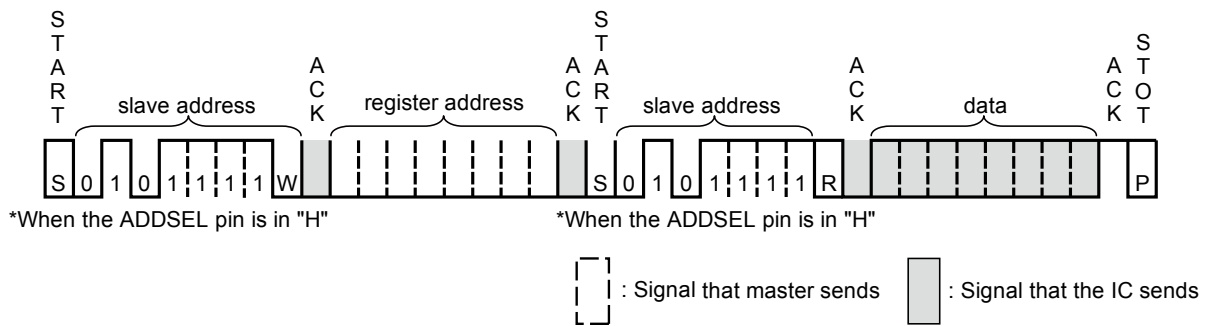 START
ACK
ACK
START
ACK
ACK
STOT
slave address
register address
slave address
data
S 0 1 0 1 1 1 1 W S 0 1 0 1 1 1 1 R P
*When the ADDSEL pin is in "H"
*When the ADDSEL pin is in "H"
: Signal that master sends
: Signal that the IC sends